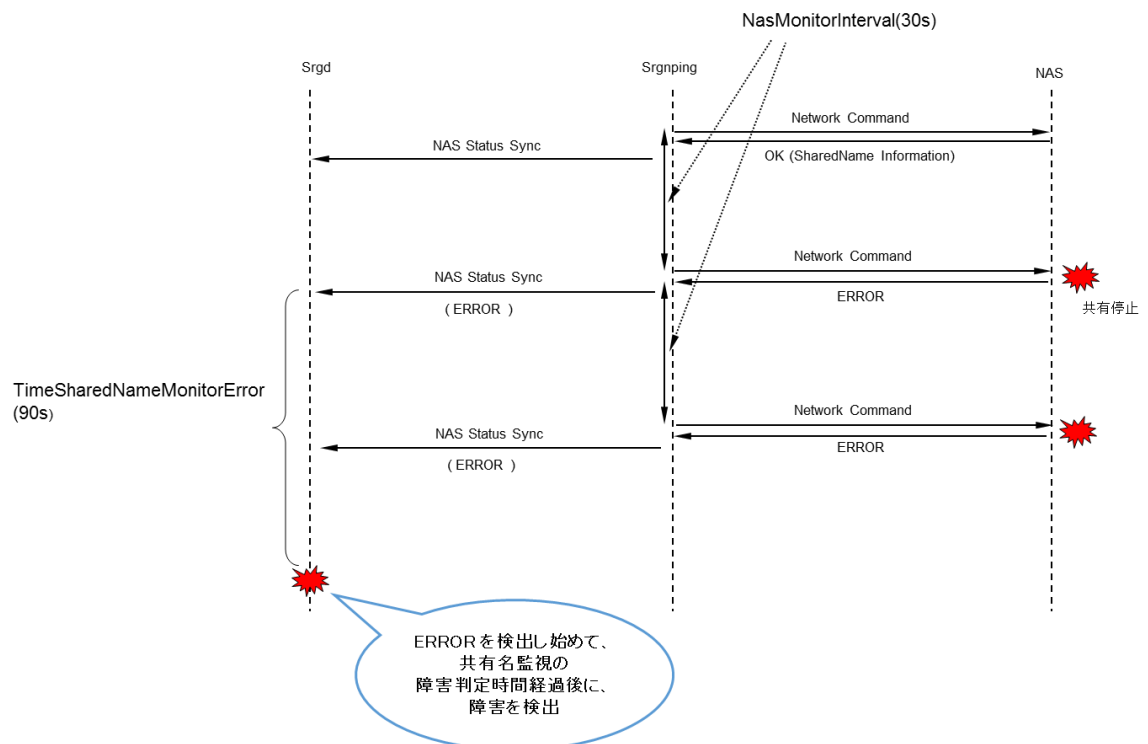 NasMonitorInterval(30s)
Srgd
Srgnping
NAS
Network Command
NAS Status Sync
OK (SharedName Information)
Network Command
NAS Status Sync
ERROR
( ERROR )
共有停止
TimeSharedNameMonitorError
(90s)
Network Command
NAS Status Sync
ERROR
( ERROR )
ERRORを検出し始めて、
共有名監視の
障害判定時間経過後に、
障害を検出